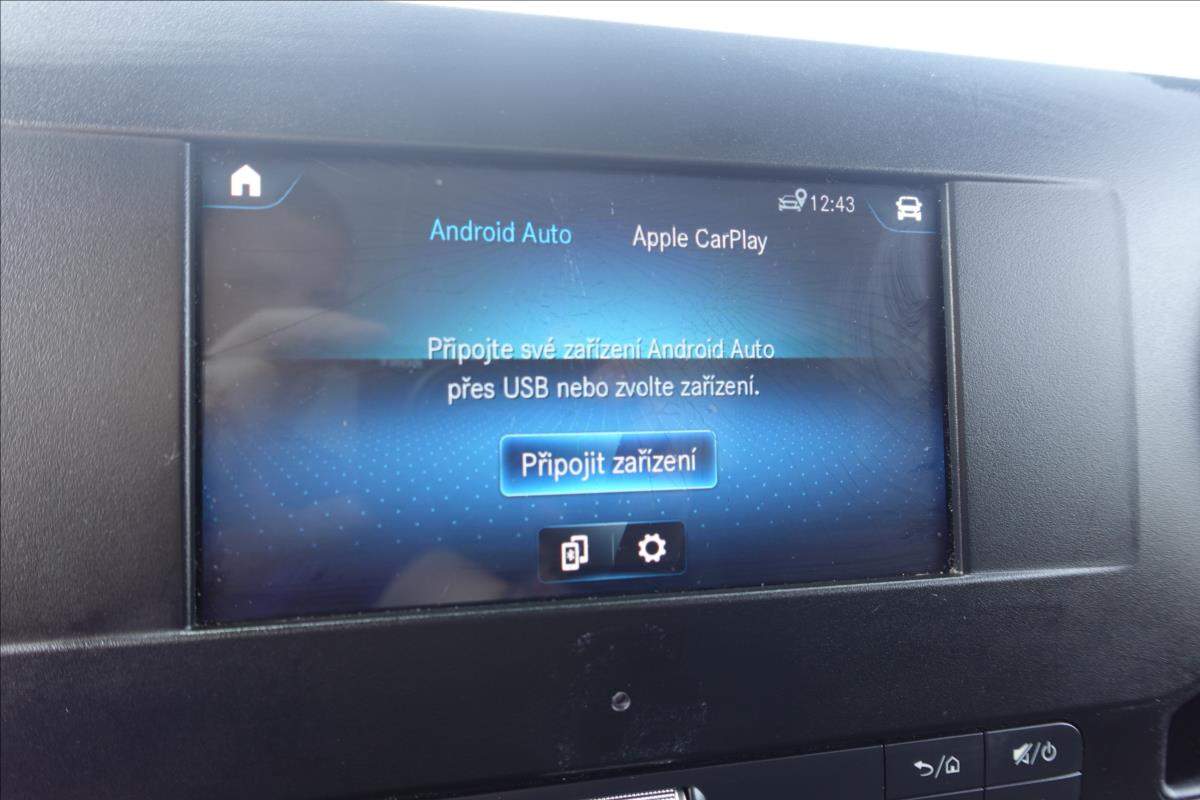 12:43
Android Auto Apple CarPlay
Připojte své zařízení Android Auto
přes USB nebo zvolte zařízení.
Připojit zařízení